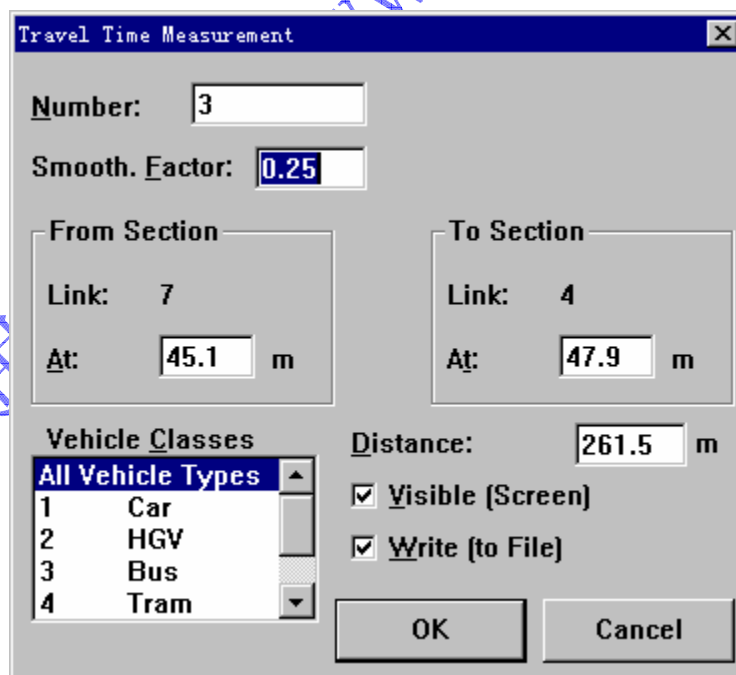 Travel Time Measurement
Number: 3
Smooth. Factor: 0.25
From Section
Link: 7
At: 45.1 m
To Section
Link: 4
At: 47.9 m
Vehicle Classes
All Vehicle Types
1 Car
2 HGV
3 Bus
4 Tram
Distance: 261.5 m
Visible (Screen)
Write (to File)
OK
Cancel